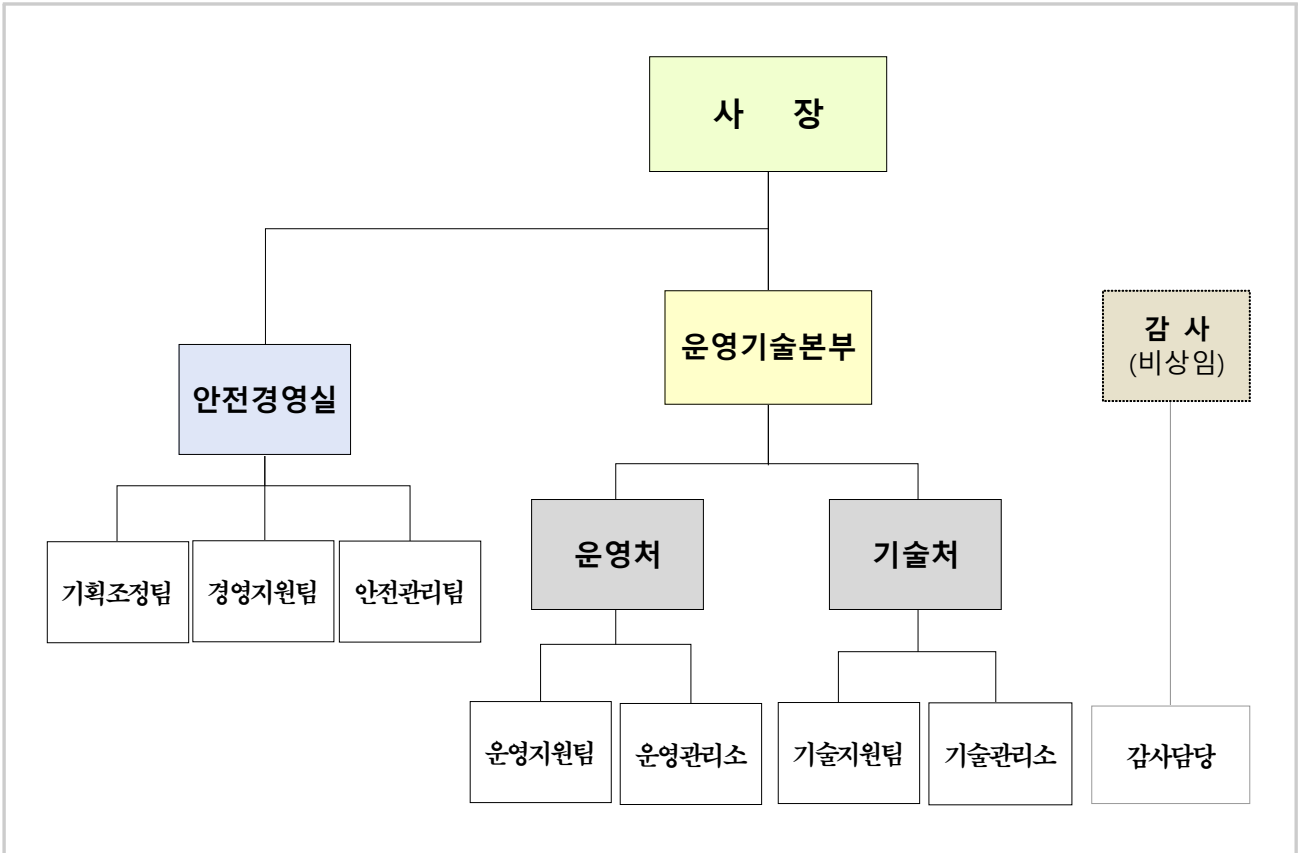 사 장
운영기술본부
감 사
(비상임)
안전경영실
운영처
기술처
기획조정팀
경영지원팀
안전관리팀
운영지원팀
운영관리소
기술지원팀
기술관리소
감사담당